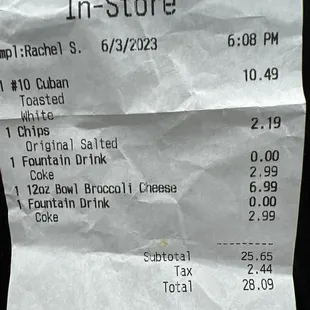 In-Store
mpl:Rachel S. 6/3/2023 6:08 PM
1 #10 Cuban 10.49
Toasted
White
1 Chips 2.19
Original Salted
1 Fountain Drink 0.00
Coke 2.99
1 12oz Bowl Broccoli Cheese 6.99
1 Fountain Drink 0.00
Coke 2.99
---------
Subtotal 25.65
Tax 2.44
Total 28.09